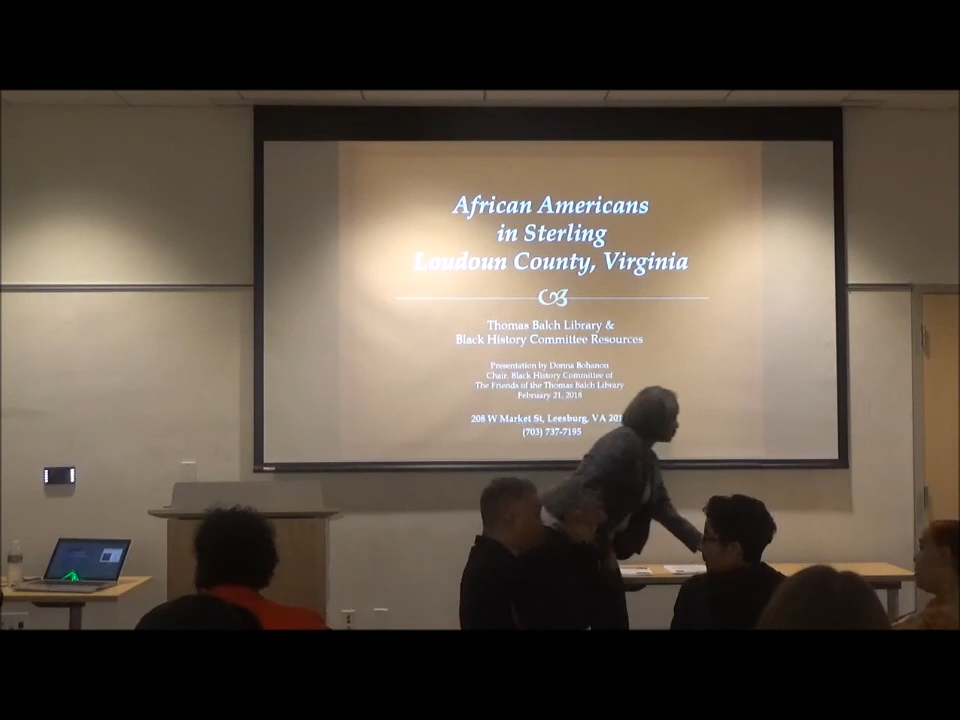 African Americans
in Sterling
Loudoun County, Virginia
Thomas Balch Library &
Black History Committee Resources
Presentation by Donna Bohanon
Chair, Black History Committee of
The Friends of the Thomas Balch Library
February 21, 2018
208 W Market St, Leesburg, VA
(703) 737-7195